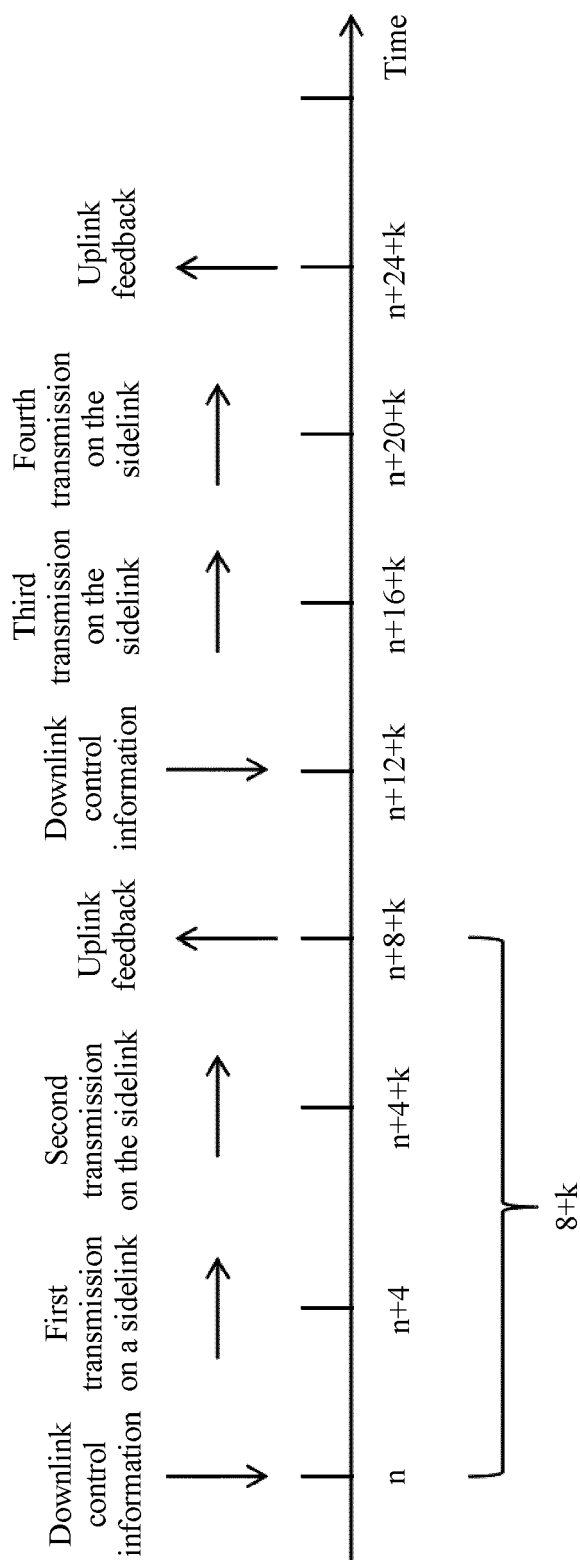 Downlink
control
information
First
transmission
on a sidelink
Second
transmission
on the sidelink
Uplink
feedback
Downlink
control
information
Third
transmission
on the
sidelink
Fourth
transmission
on the
sidelink
Uplink
feedback
n
n+4
n+4+k
n+8+k
n+12+k
n+16+k
n+20+k
n+24+k
Time
8+k